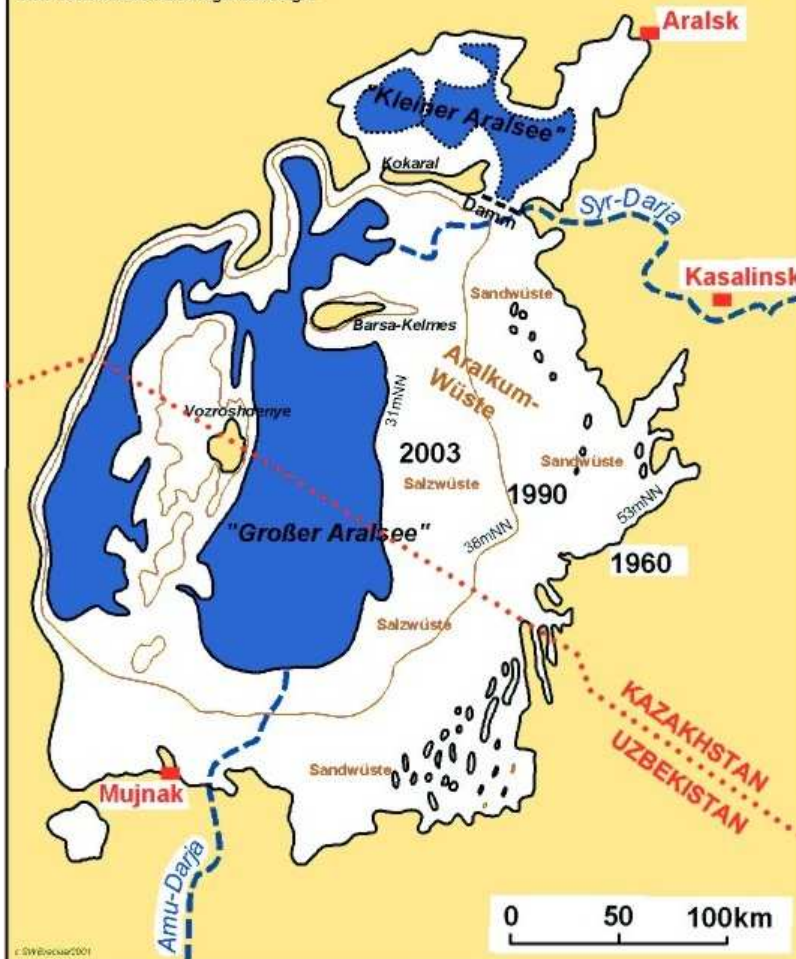 Aralsk
"Kleiner Aralsee"
Kokaral
Damm
Syr-Darja
Kasalinsk
Sandwüste
Barsa-Kelmes
Aralkum-
Wüste
31mNN
Vozroshdenye
2003
Salzwüste
Sandwüste
1990
53mNN
"Großer Aralsee"
38mNN
1960
Salzwüste
KAZAKHSTAN
UZBEKISTAN
Sandwüste
Mujnak
Amu-Darja
0 50 100km